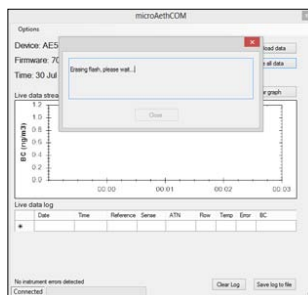 microAethCOM
Options
Device: AE5
Firmware: 70
Time: 30 Jul
load data
all data
graph
Erasing flash, please wait...
Close
Live data strea
BC (ng/m3)
1.2
1.0
0.8
0.6
0.4
0.2
0.0
00:00 00:01 00:02 00:03
Live data log
Date Time Reference Sense ATN Flow Temp Error BC
No instrument errors detected
Clear Log Save log to file
Connected